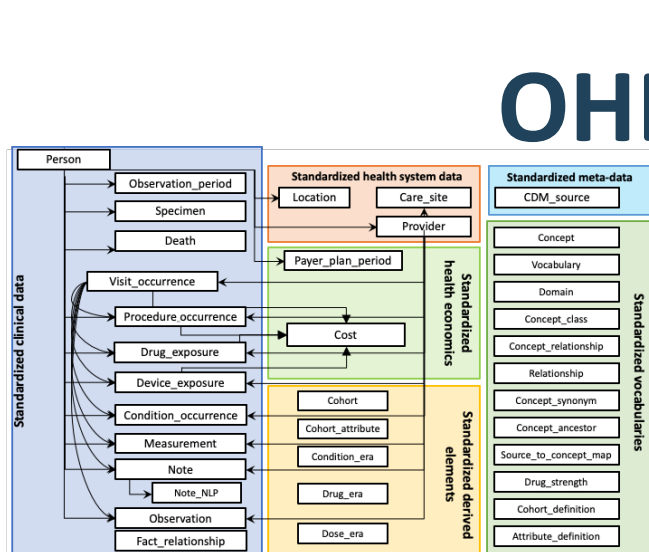 OH
Person
Observation_period
Specimen
Death
Visit_occurrence
Procedure_occurrence
Drug_exposure
Device_exposure
Condition_occurrence
Measurement
Note
Note_NLP
Observation
Fact_relationship
Standardized clinical data
Standardized health system data
Location
Care_site
Provider
Payer_plan_period
Cost
Standardized
health economics
Cohort
Cohort_attribute
Condition_era
Drug_era
Dose_era
Standardized derived
elements
Standardized meta-data
CDM_source
Concept
Vocabulary
Domain
Concept_class
Concept_relationship
Relationship
Concept_synonym
Concept_ancestor
Source_to_concept_map
Drug_strength
Cohort_definition
Attribute_definition
Standardized vocabularies